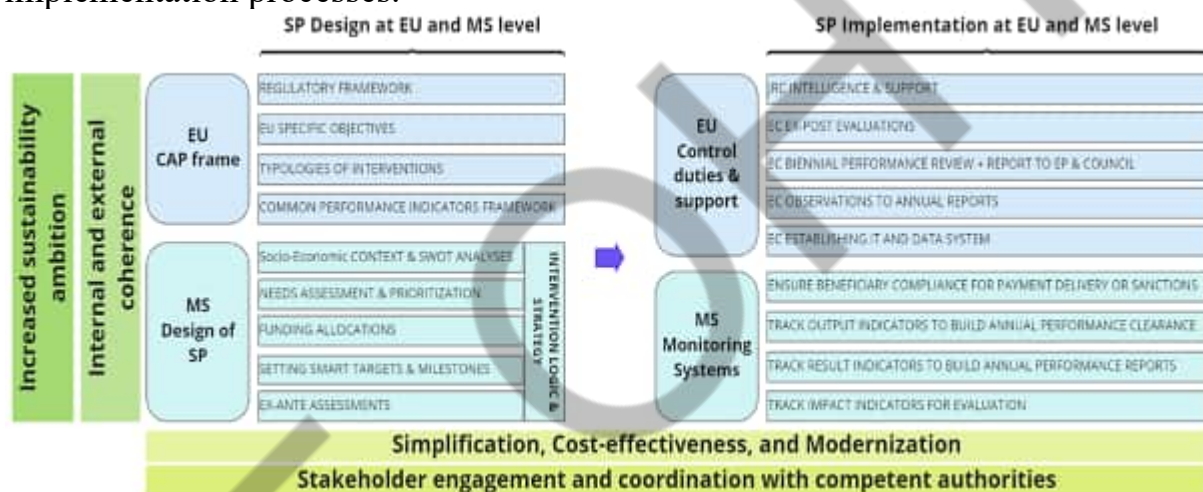 implementation processes.
SP Design at EU and MS level
SP Implementation at EU and MS level
Increased sustainability
ambition
Internal and external
coherence
EU
CAP frame
REGULATORY FRAMEWORK
EU SPECIFIC OBJECTIVES
TYPOLOGIES OF INTERVENTIONS
COMMON PERFORMANCE INDICATORS FRAMEWORK
MS
Design of
SP
Socio-Economic CONTEXT & SWOT ANALYSES
NEEDS ASSESSMENT & PRIORITIZATION
FUNDING ALLOCATIONS
SETTING SMART TARGETS & MILESTONES
EX-ANTE ASSESSMENTS
INTERVENTION LOGIC &
STRATEGY
EU
Control
duties &
support
JRC INTELLIGENCE & SUPPORT
EC EX-POST EVALUATIONS
EC BIENNIAL PERFORMANCE REVIEW + REPORT TO EP & COUNCIL
EC OBSERVATIONS TO ANNUAL REPORTS
EC ESTABLISHING IT AND DATA SYSTEM
MS
Monitoring
Systems
ENSURE BENEFICIARY COMPLIANCE FOR PAYMENT DELIVERY OR SANCTIONS
TRACK OUTPUT INDICATORS TO BUILD ANNUAL PERFORMANCE CLEARANCE
TRACK RESULT INDICATORS TO BUILD ANNUAL PERFORMANCE REPORTS
TRACK IMPACT INDICATORS FOR EVALUATION
Simplification, Cost-effectiveness, and Modernization
Stakeholder engagement and coordination with competent authorities